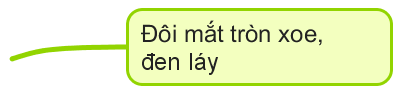 Đôi mắt tròn xoe,
đen láy